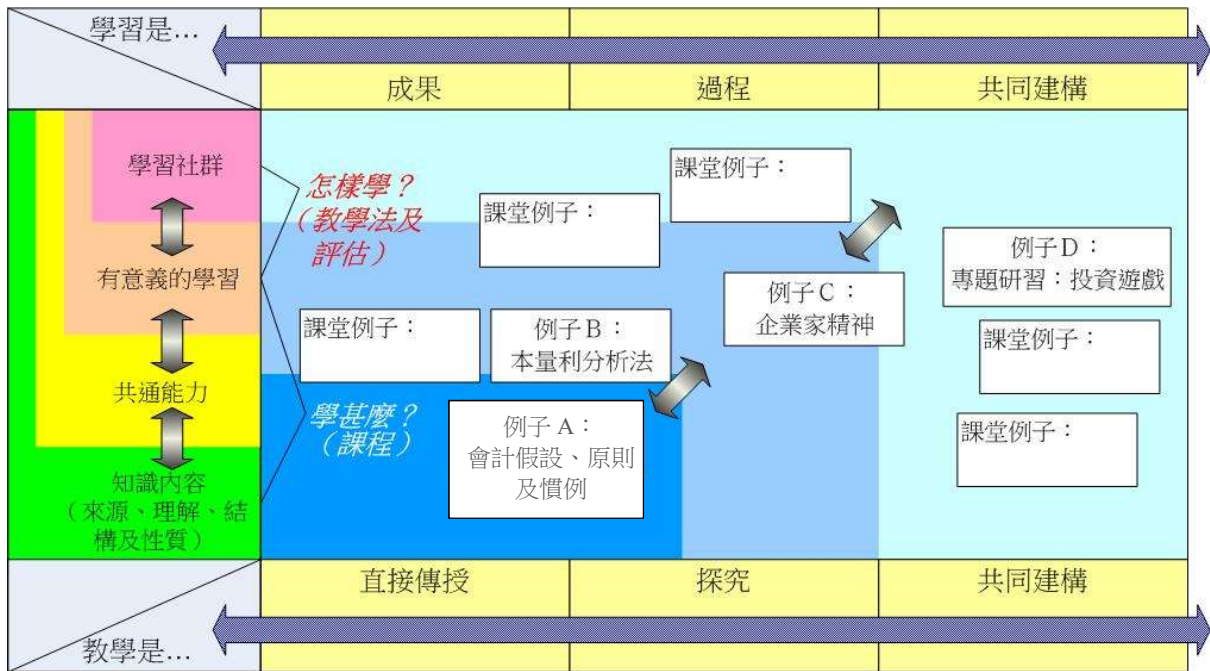 學習是…
成果
過程
共同建構
學習社群
有意義的學習
共通能力
知識內容
（來源、理解、結
構及性質）
怎樣學？
（教學法及
評估）
學甚麼？
（課程）
課堂例子：
課堂例子：
課堂例子：
例子B：
本量利分析法
例子 A：
會計假設、原則
及慣例
例子C：
企業家精神
例子D：
專題研習：投資遊戲
課堂例子：
課堂例子：
直接傳授
探究
共同建構
教學是…